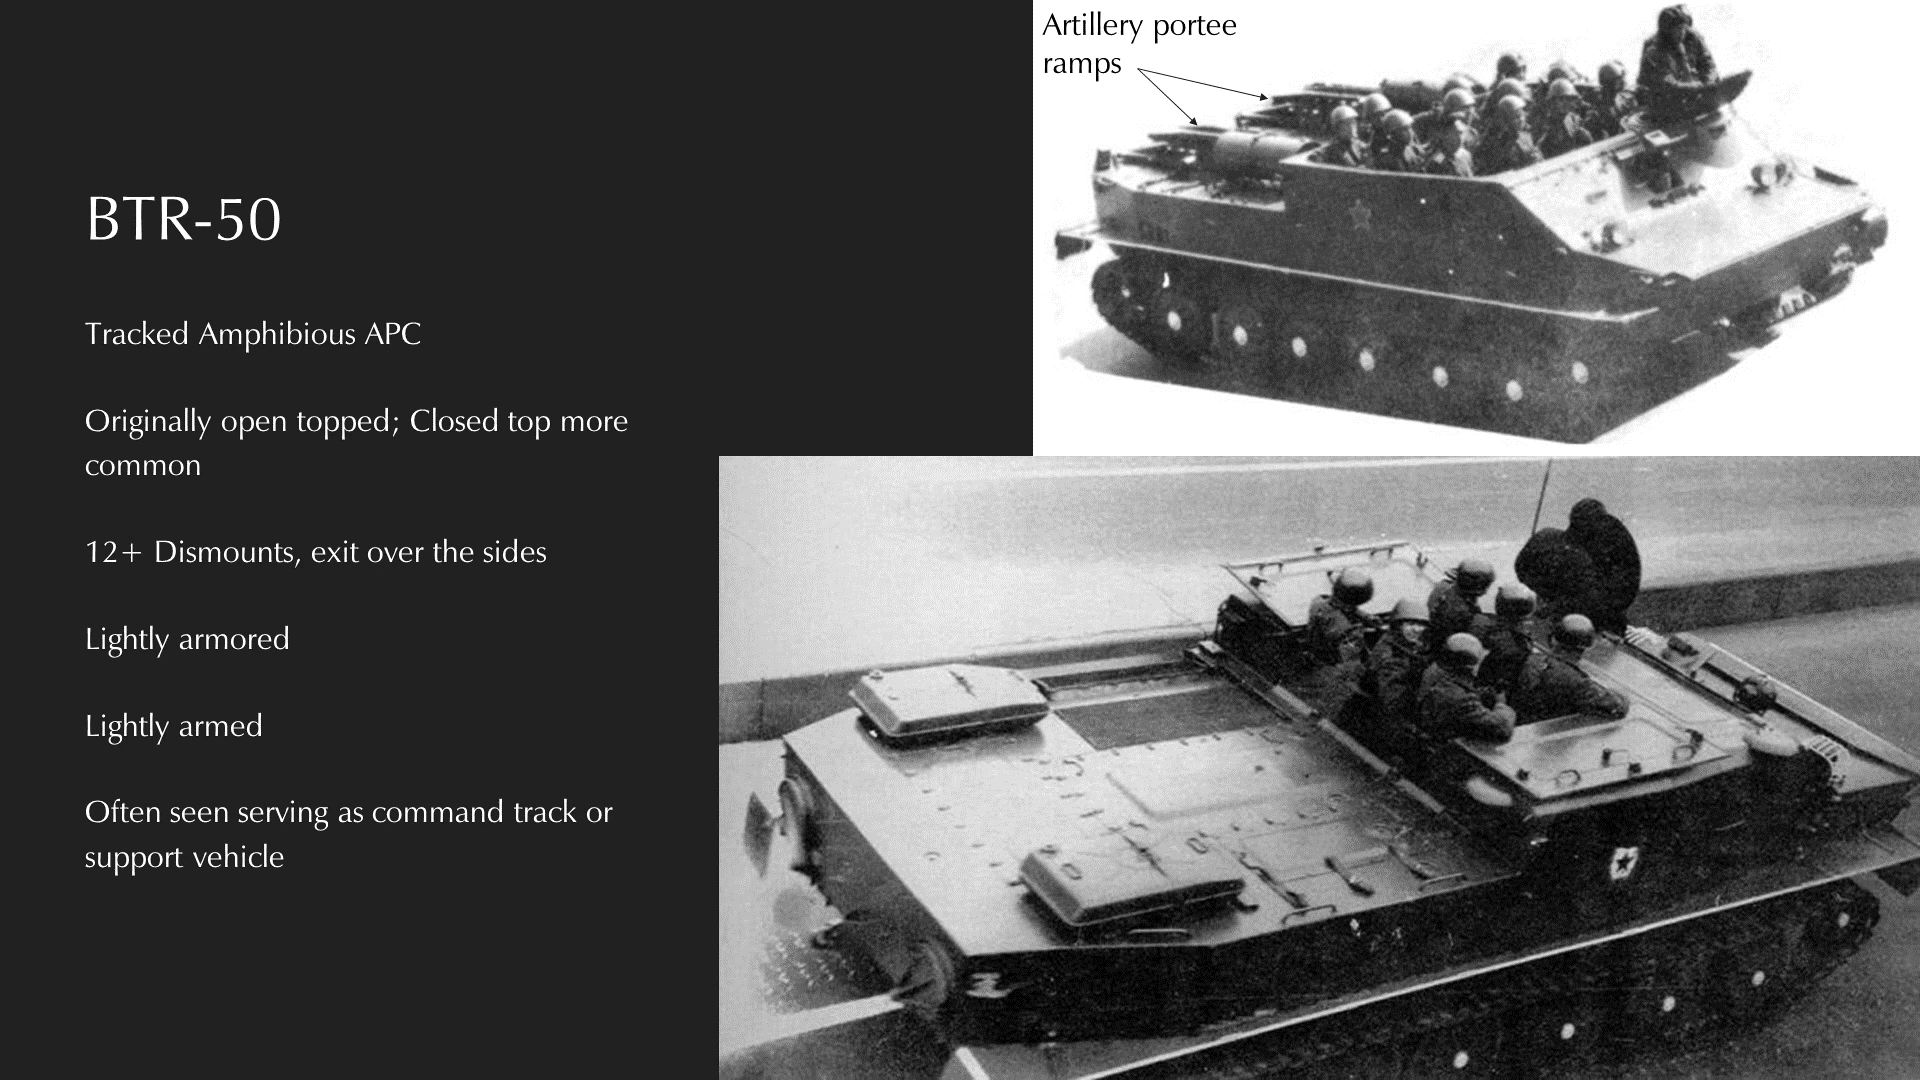 Artillery portee
ramps
BTR-50
Tracked Amphibious APC
Originally open topped; Closed top more
common
12+ Dismounts, exit over the sides
Lightly armored
Lightly armed
Often seen serving as command track or
support vehicle